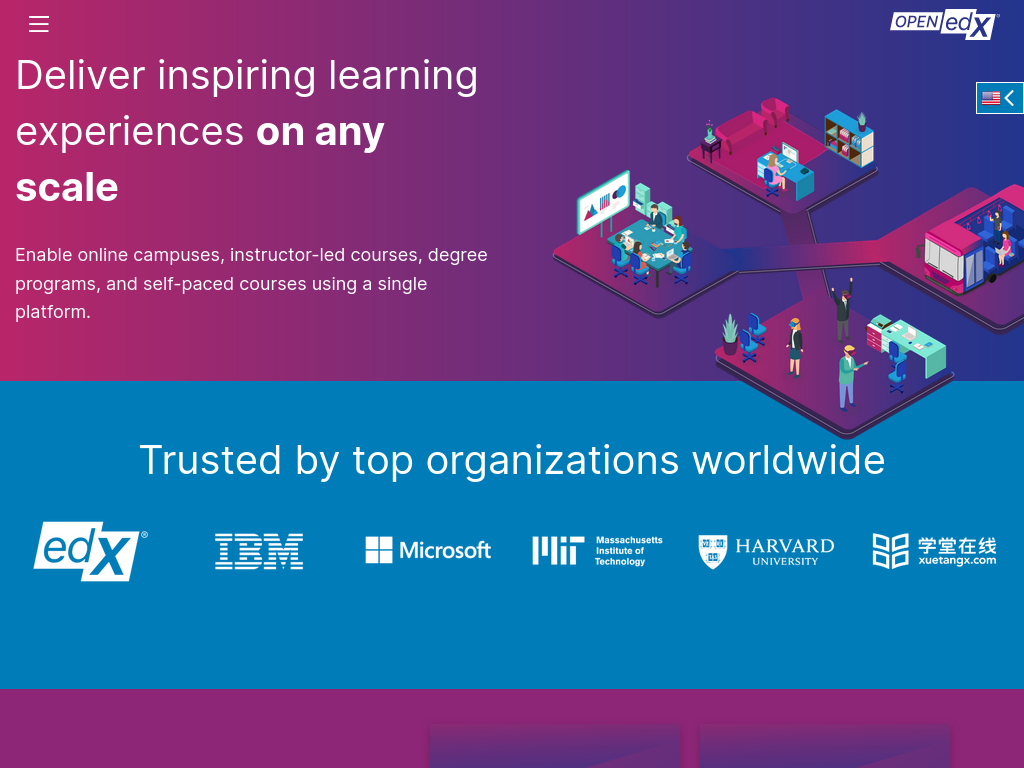 OPEN edX®
Deliver inspiring learning
experiences on any
scale
Enable online campuses, instructor-led courses, degree
programs, and self-paced courses using a single
platform.
Trusted by top organizations worldwide
edX®
IBM
Microsoft
MIT
Massachusetts
Institute of
Technology
HARVARD
UNIVERSITY
学堂在线
xuetangx.com